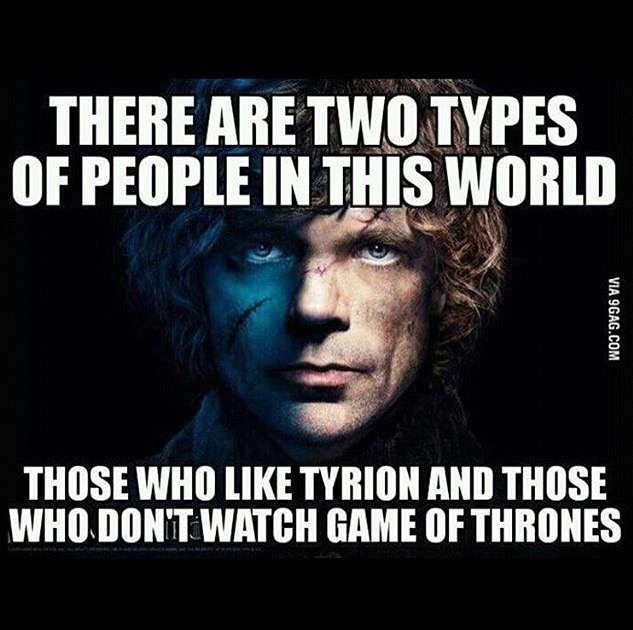 THERE ARE TWO TYPES
OF PEOPLE IN THIS WORLD
VIA 9GAG.COM
THOSE WHO LIKE TYRION AND THOSE
WHO DON'T WATCH GAME OF THRONES